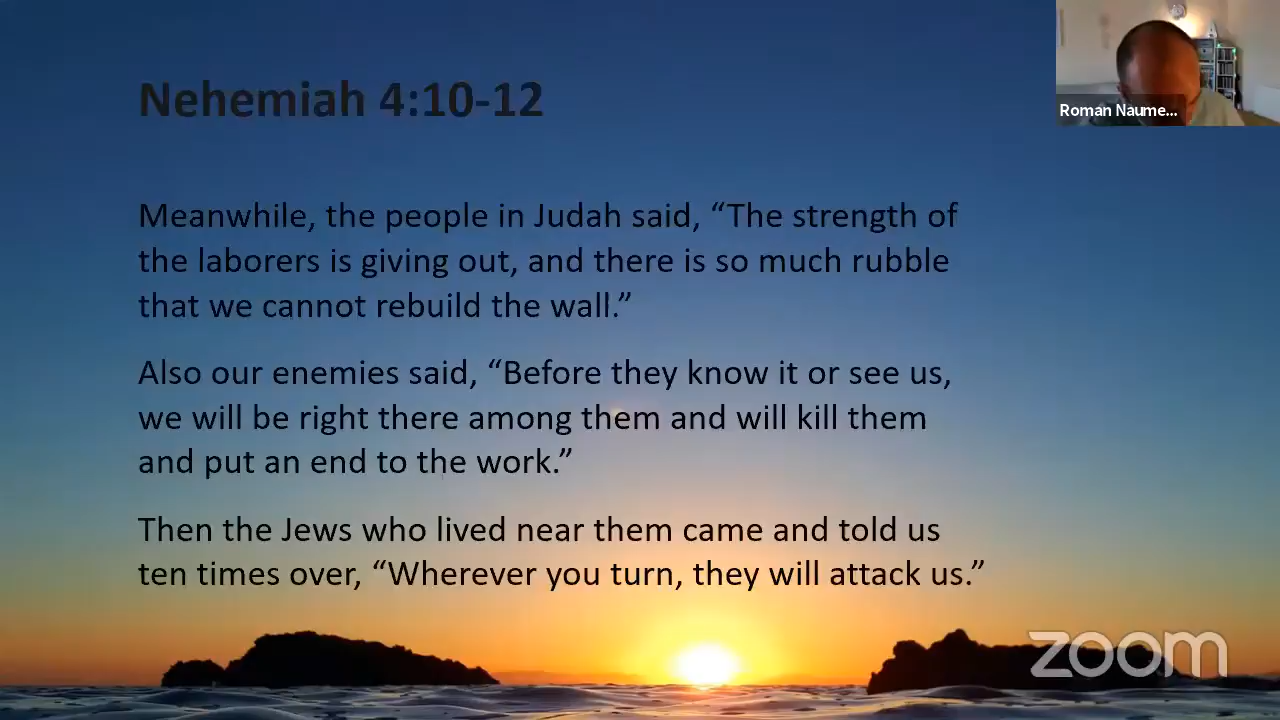 Nehemiah 4:10-12
Roman Naume...
Meanwhile, the people in Judah said, “The strength of
the laborers is giving out, and there is so much rubble
that we cannot rebuild the wall.”
Also our enemies said, “Before they know it or see us,
we will be right there among them and will kill them
and put an end to the work.”
Then the Jews who lived near them came and told us
ten times over, “Wherever you turn, they will attack us.”
zoom